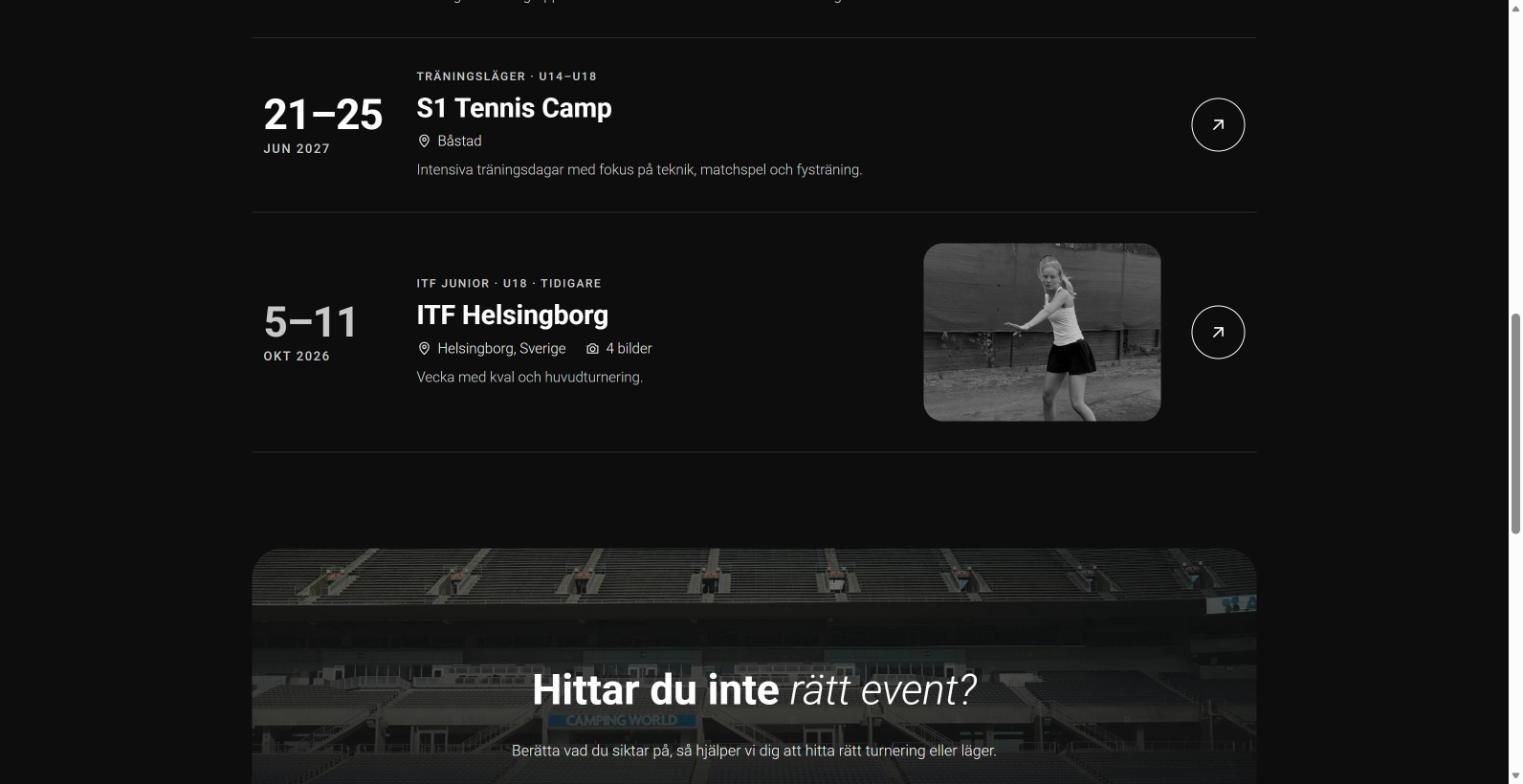 TRÄNINGSLÄGER · U14–U18
21–25
JUN 2027
S1 Tennis Camp
Båstad
Intensiva träningsdagar med fokus på teknik, matchspel och fysträning.
ITF JUNIOR · U18 · TIDIGARE
5–11
OKT 2026
ITF Helsingborg
Helsingborg, Sverige 4 bilder
Vecka med kval och huvudturnering.
Hittar du inte rätt event?
CAMPING WORLD
Berätta vad du siktar på, så hjälper vi dig att hitta rätt turnering eller läger.